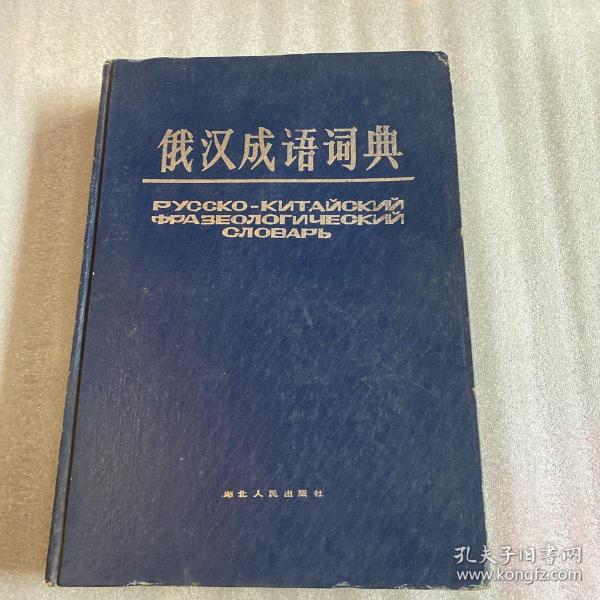 俄汉成语词典
РУССКО-КИТАЙСКИЙ
ФРАЗЕОЛОГИЧЕСКИЙ
СЛОВАРЬ
湖北人民出版社
孔夫子旧书网
www.kongfz.com